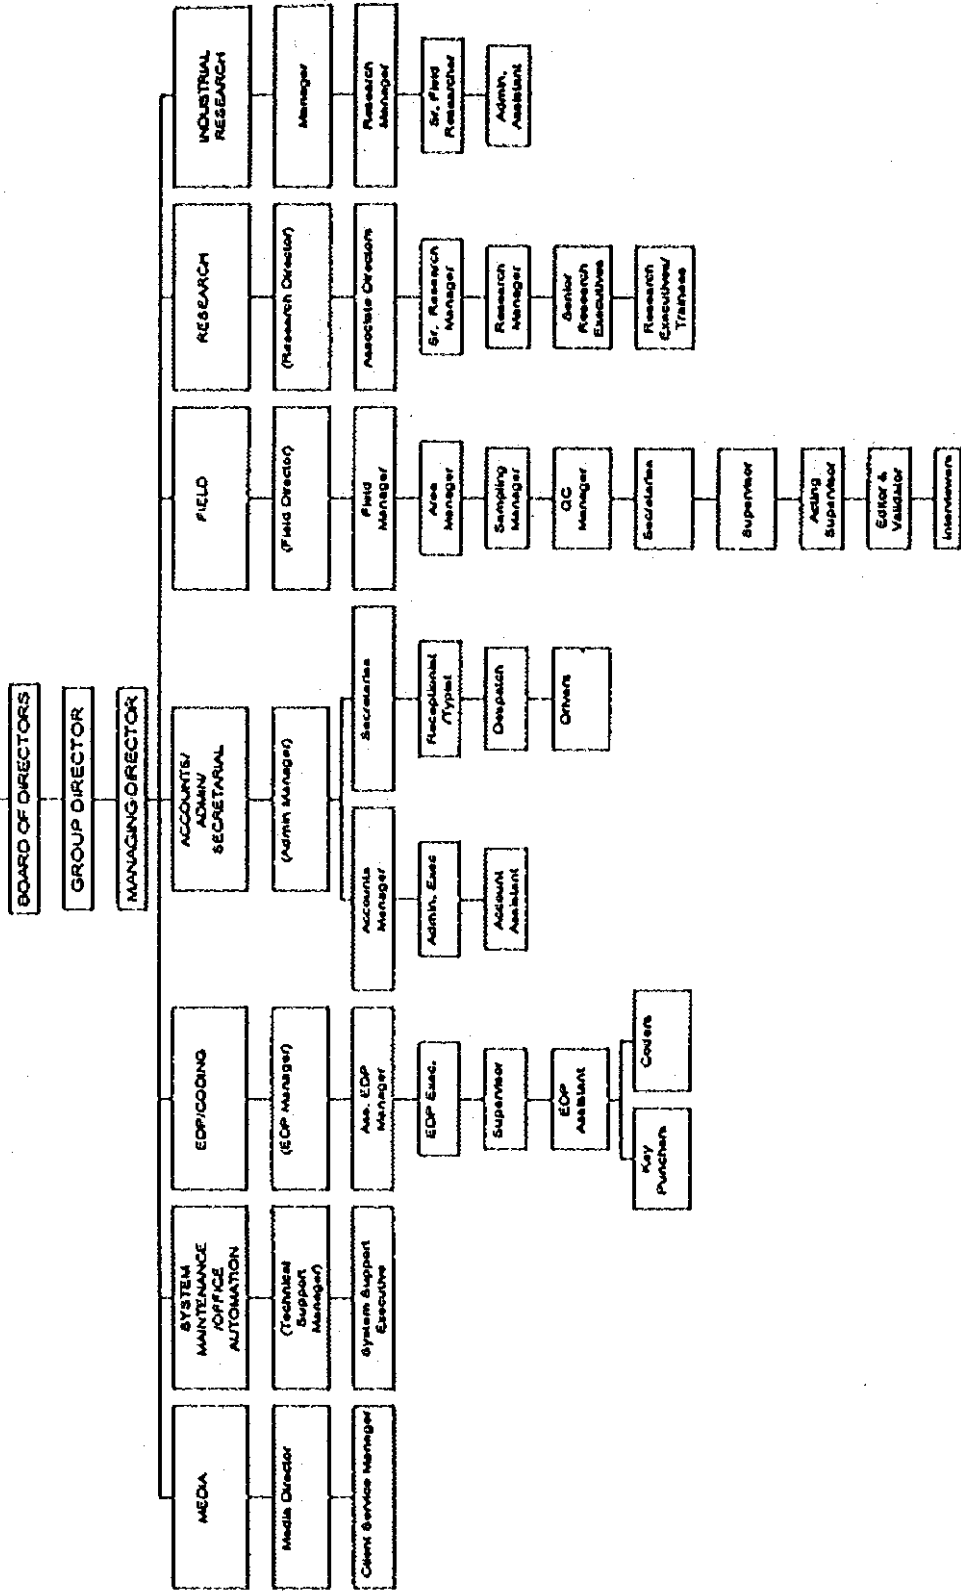 BOARD OF DIRECTORS
GROUP DIRECTOR
MANAGING DIRECTOR
MEDIA
Media Director
Client Service Manager
SYSTEM
MAINTENANCE
/OFFICE
AUTOMATION
(Technical
Support
Manager)
System Support
Executive
EDP/CODING
(EDP Manager)
Ass. EDP
Manager
EDP Exec.
Supervisor
EDP
Assistant
Key
Punchers
Coders
ACCOUNTS/
ADMIN/
SECRETARIAL
(Admin Manager)
Accounts
Manager
Admin. Exec
Account
Assistant
Secretaries
Receptionist
/Typist
Despatch
Drivers
FIELD
(Field Director)
Field
Manager
Area
Manager
Sampling
Manager
QC
Manager
Secretaries
Supervisor
Acting
Supervisor
Editor &
Validator
Interviewers
RESEARCH
(Research Director)
Associate Directors
Sr. Research
Manager
Research
Manager
Senior
Research
Executives
Research
Executives/
Trainees
INDUSTRIAL
RESEARCH
Manager
Research
Manager
Sr. Field
Researcher
Admin.
Assistant